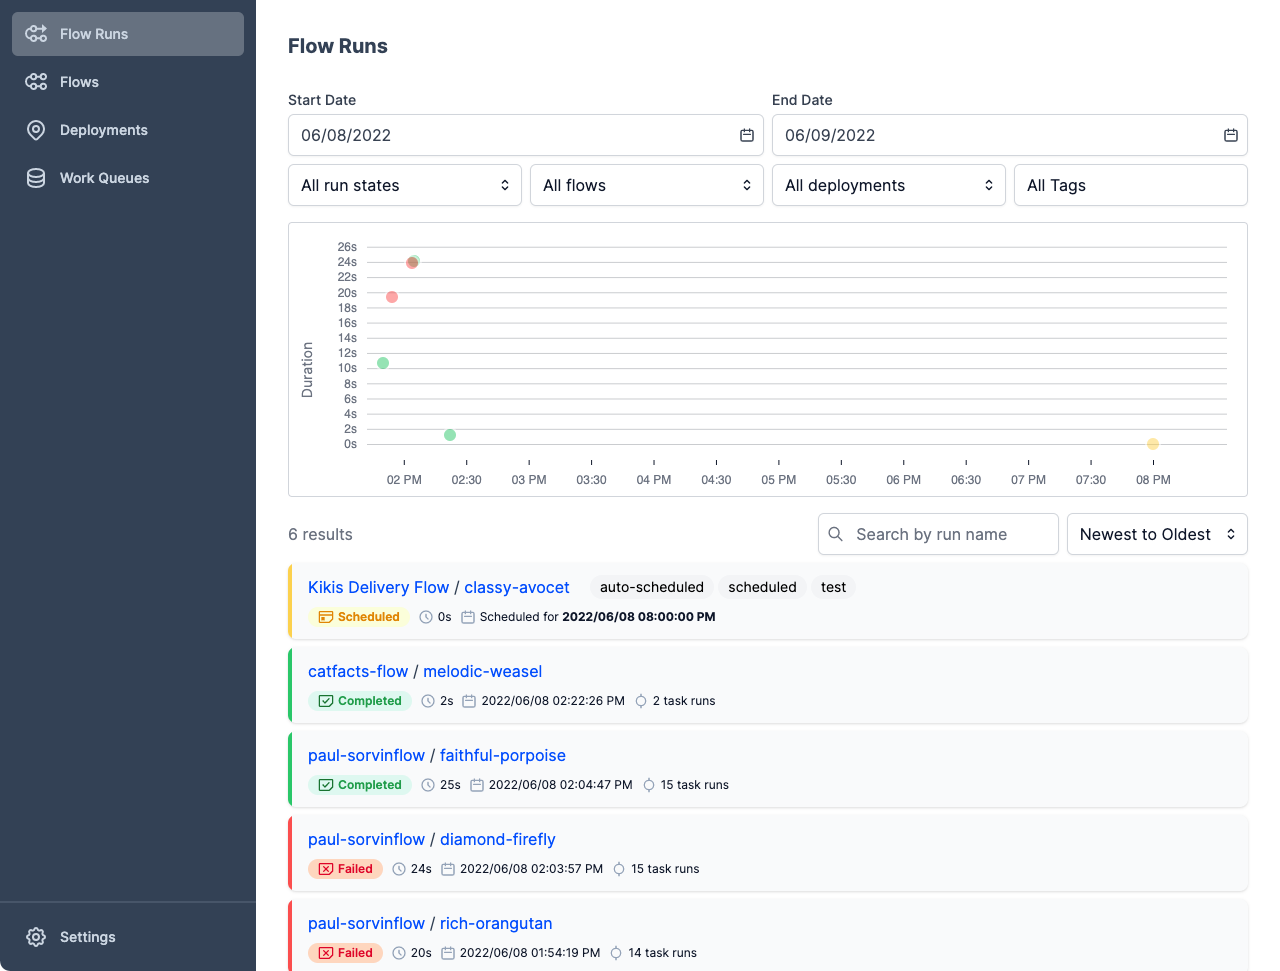 Flow Runs
Flows
Deployments
Work Queues
Settings
Flow Runs
Start Date
End Date
06/08/2022
06/09/2022
All run states
All flows
All deployments
All Tags
Duration
26s
24s
22s
20s
18s
16s
14s
12s
10s
8s
6s
4s
2s
0s
02 PM 02:30 03 PM 03:30 04 PM 04:30 05 PM 05:30 06 PM 06:30 07 PM 07:30 08 PM
6 results
Search by run name
Newest to Oldest
Kikis Delivery Flow / classy-avocet auto-scheduled scheduled test
Scheduled 0s Scheduled for 2022/06/08 08:00:00 PM
catfacts-flow / melodic-weasel
Completed 2s 2022/06/08 02:22:26 PM 2 task runs
paul-sorvinflow / faithful-porpoise
Completed 25s 2022/06/08 02:04:47 PM 15 task runs
paul-sorvinflow / diamond-firefly
Failed 24s 2022/06/08 02:03:57 PM 15 task runs
paul-sorvinflow / rich-orangutan
Failed 20s 2022/06/08 01:54:19 PM 14 task runs